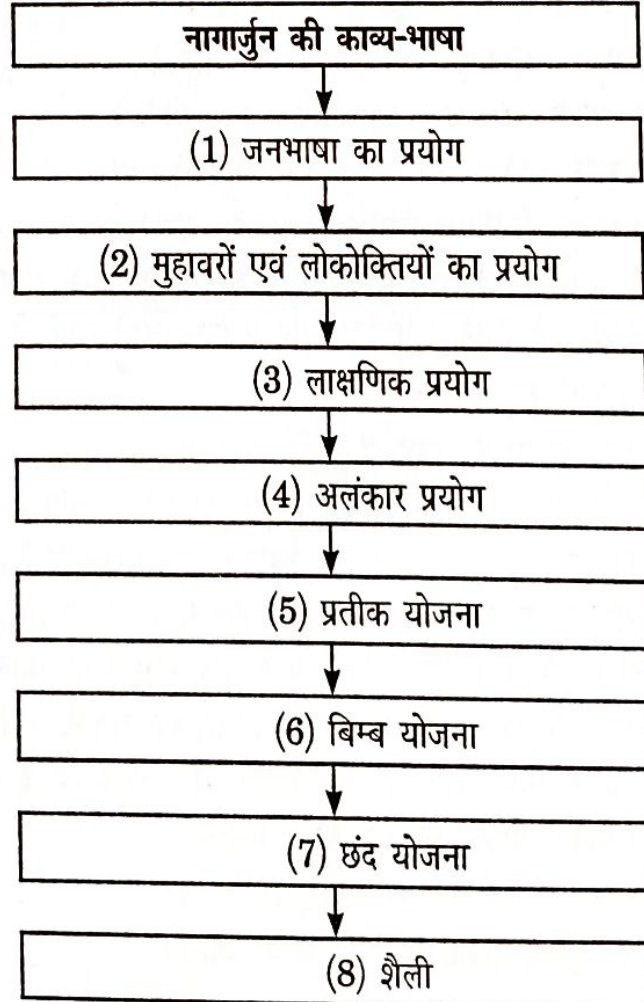 नागार्जुन की काव्य-भाषा
(1) जनभाषा का प्रयोग
(2) मुहावरों एवं लोकोक्तियों का प्रयोग
(3) लाक्षणिक प्रयोग
(4) अलंकार प्रयोग
(5) प्रतीक योजना
(6) बिम्ब योजना
(7) छंद योजना
(8) शैली